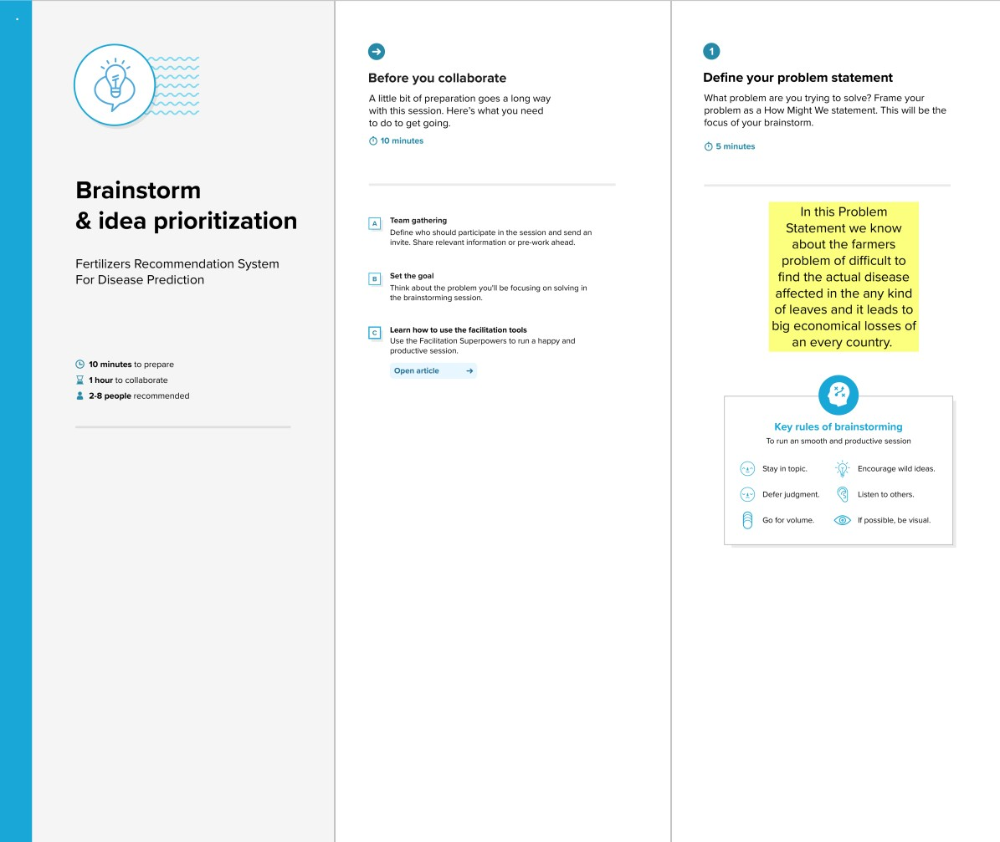 Brainstorm
& idea prioritization
Fertilizers Recommendation System
For Disease Prediction
10 minutes to prepare
1 hour to collaborate
2-8 people recommended
Before you collaborate
A little bit of preparation goes a long way
with this session. Here's what you need
to do to get going.
10 minutes
A
Team gathering
Define who should participate in the session and send an
invite. Share relevant information or pre-work ahead.
B
Set the goal
Think about the problem you'll be focusing on solving in
the brainstorming session.
C
Learn how to use the facilitation tools
Use the Facilitation Superpowers to run a happy and
productive session.
Open article
1
Define your problem statement
What problem are you trying to solve? Frame your
problem as a How Might We statement. This will be the
focus of your brainstorm.
5 minutes
In this Problem
Statement we know
about the farmers
problem of difficult to
find the actual disease
affected in the any kind
of leaves and it leads to
big economical losses of
an every country.
Key rules of brainstorming
To run an smooth and productive session
Stay in topic.
Encourage wild ideas.
Defer judgment.
Listen to others.
Go for volume.
If possible, be visual.